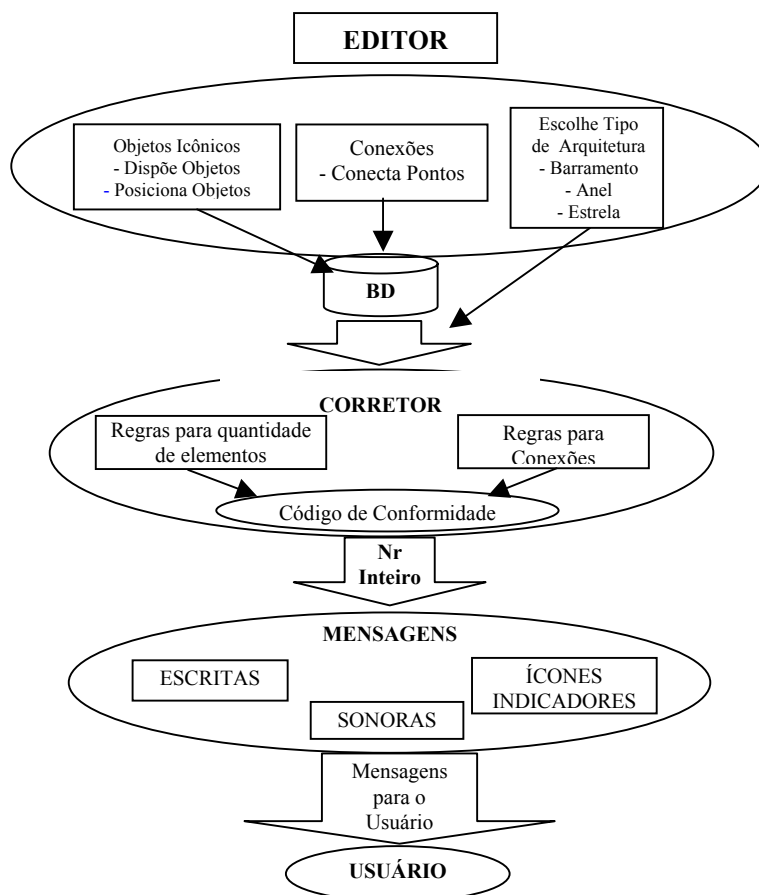 EDITOR
Objetos Icônicos
- Dispõe Objetos
- Posiciona Objetos
Conexões
- Conecta Pontos
Escolhe Tipo
de Arquitetura
- Barramento
- Anel
- Estrela
BD
CORRETOR
Regras para quantidade
de elementos
Regras para
Conexões
Código de Conformidade
Nr
Inteiro
MENSAGENS
ESCRITAS
ÍCONES
INDICADORES
SONORAS
Mensagens
para o
Usuário
USUÁRIO